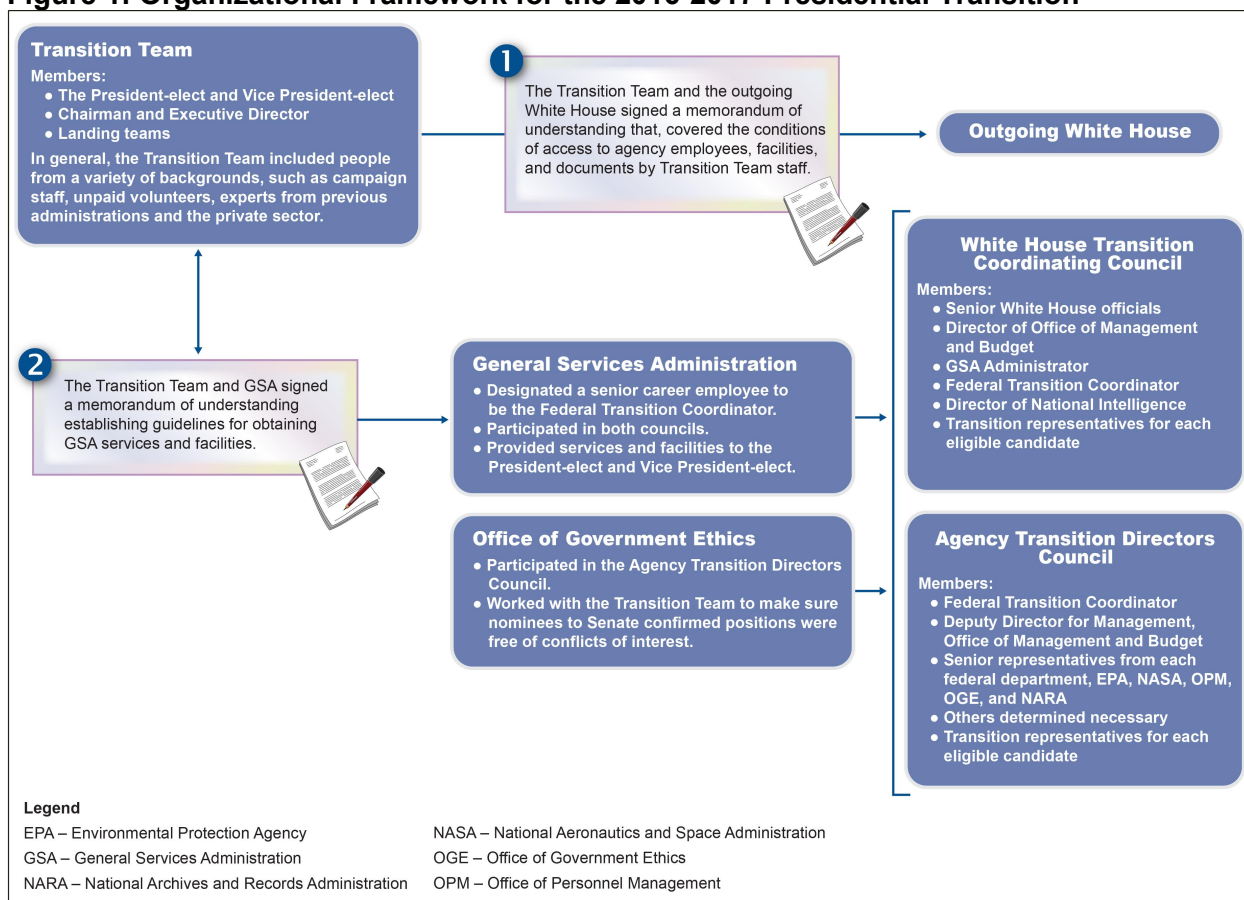 Figure 1: Organizational Framework for the 2016-2017 Presidential Transition
Transition Team
Members:
● The President-elect and Vice President-elect
● Chairman and Executive Director
● Landing teams
In general, the Transition Team included people
from a variety of backgrounds, such as campaign
staff, unpaid volunteers, experts from previous
administrations and the private sector.
1
The Transition Team and the outgoing
White House signed a memorandum of
understanding that, covered the conditions
of access to agency employees, facilities,
and documents by Transition Team staff.
Outgoing White House
2
The Transition Team and GSA signed
a memorandum of understanding
establishing guidelines for obtaining
GSA services and facilities.
General Services Administration
● Designated a senior career employee to
be the Federal Transition Coordinator.
● Participated in both councils.
● Provided services and facilities to the
President-elect and Vice President-elect.
Office of Government Ethics
● Participated in the Agency Transition Directors
Council.
● Worked with the Transition Team to make sure
nominees to Senate confirmed positions were
free of conflicts of interest.
White House Transition
Coordinating Council
Members:
● Senior White House officials
● Director of Office of Management
and Budget
● GSA Administrator
● Federal Transition Coordinator
● Director of National Intelligence
● Transition representatives for each
eligible candidate
Agency Transition Directors
Council
Members:
● Federal Transition Coordinator
● Deputy Director for Management,
Office of Management and Budget
● Senior representatives from each
federal department, EPA, NASA, OPM,
OGE, and NARA
● Others determined necessary
● Transition representatives for each
eligible candidate
Legend
EPA – Environmental Protection Agency
GSA – General Services Administration
NARA – National Archives and Records Administration
NASA – National Aeronautics and Space Administration
OGE – Office of Government Ethics
OPM – Office of Personnel Management